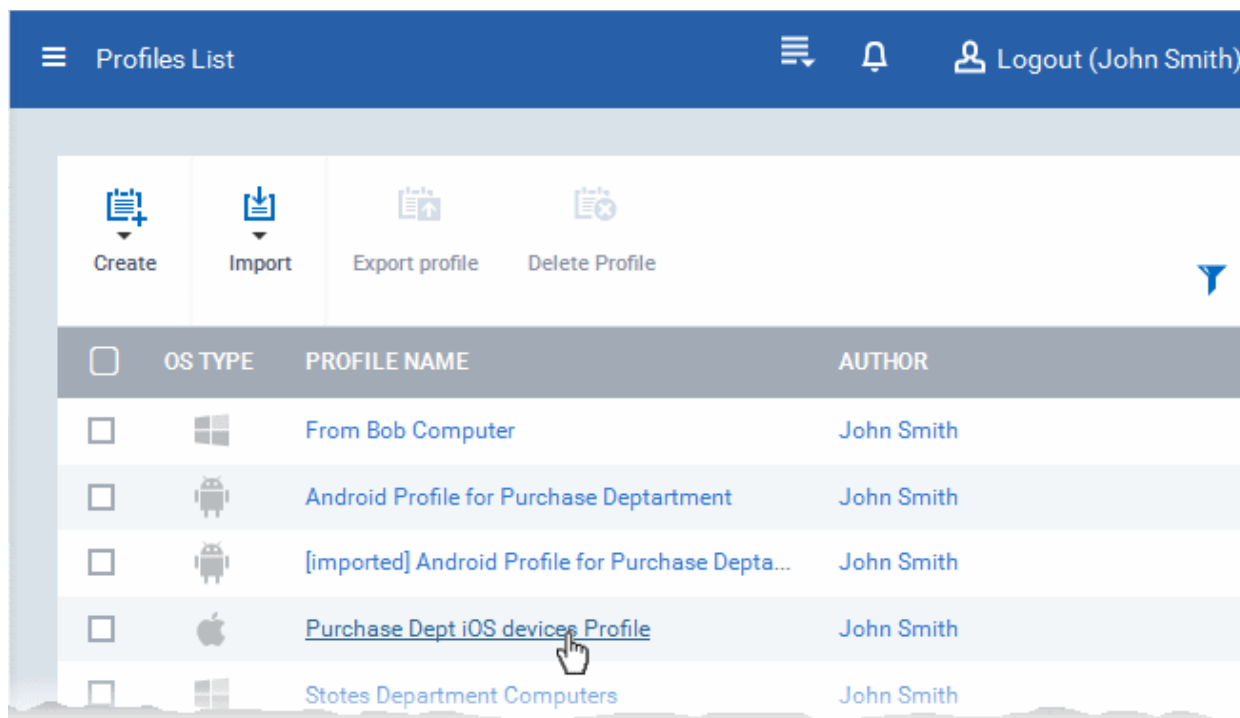 Profiles List
Logout (John Smith)
Create
Import
Export profile
Delete Profile
OS TYPE PROFILE NAME AUTHOR
From Bob Computer John Smith
Android Profile for Purchase Deptartment John Smith
[imported] Android Profile for Purchase Depta... John Smith
Purchase Dept iOS devices Profile John Smith
Stotes Department Computers John Smith